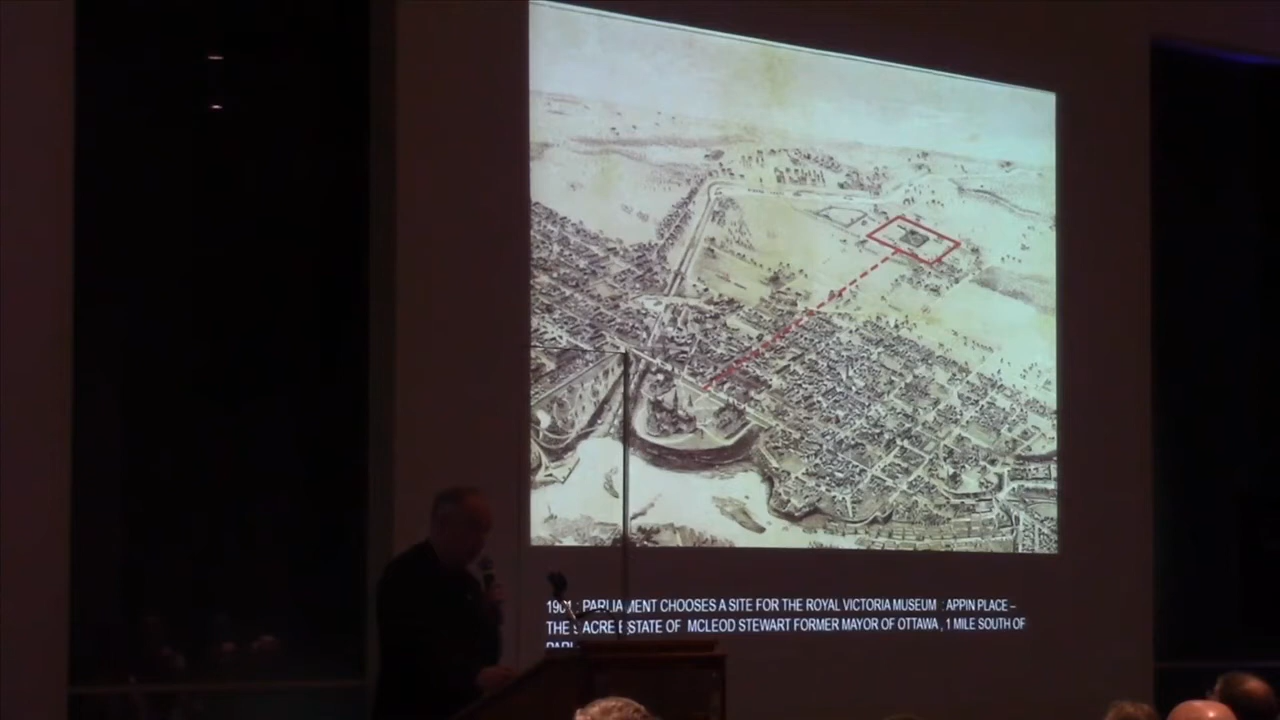 1901 : PARLIAMENT CHOOSES A SITE FOR THE ROYAL VICTORIA MUSEUM : APPIN PLACE –
THE ACRE ESTATE OF MCLEOD STEWART FORMER MAYOR OF OTTAWA, 1 MILE SOUTH OF